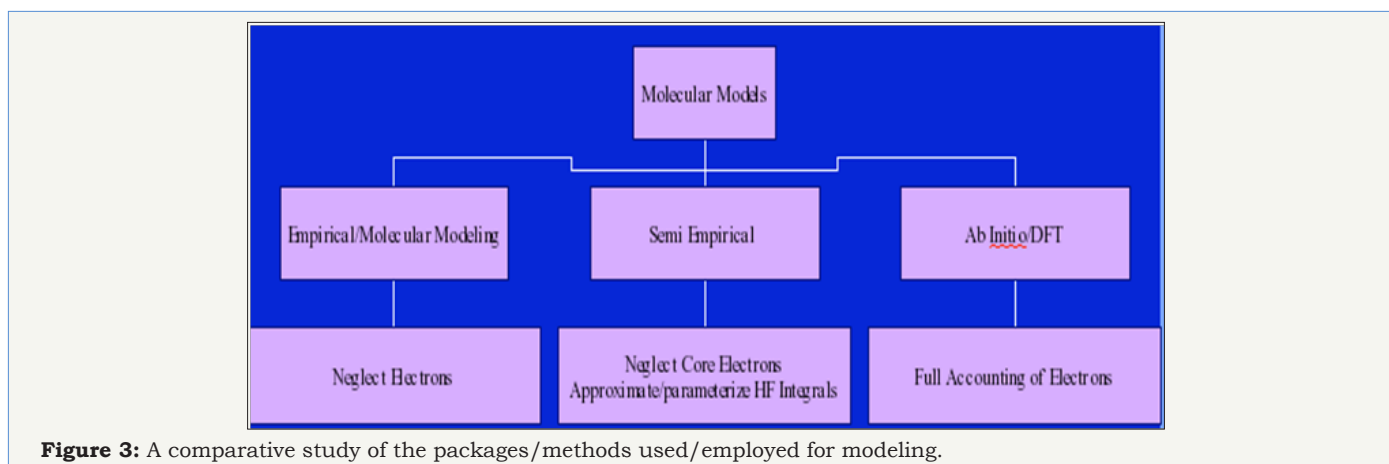 Molecular Models
Empirical/Molecular Modeling
Semi Empirical
Ab Initio/DFT
Neglect Electrons
Neglect Core Electrons
Approximate/parameterize HF Integrals
Full Accounting of Electrons
Figure 3: A comparative study of the packages/methods used/employed for modeling.